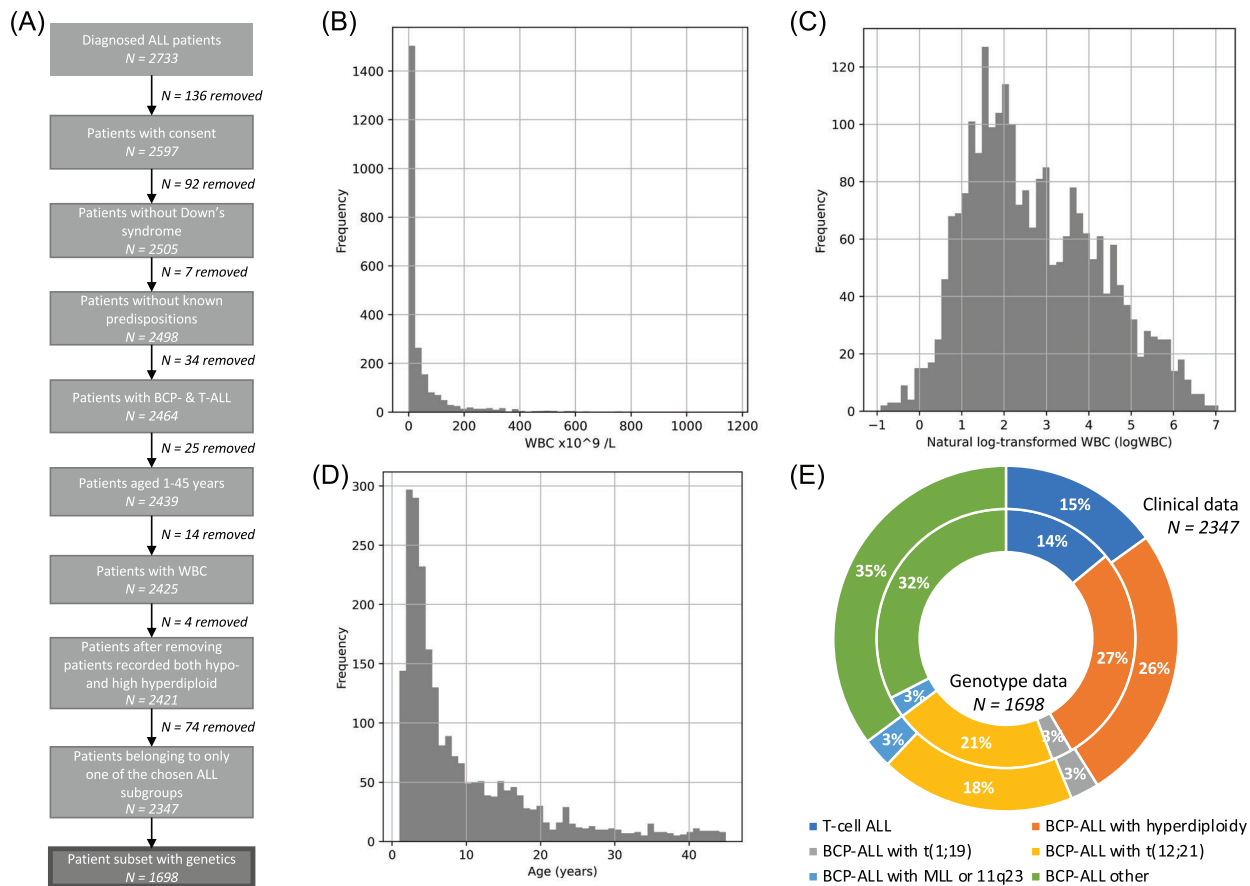 (A)
Diagnosed ALL patients
N = 2733
N = 136 removed
Patients with consent
N = 2597
N = 92 removed
Patients without Down's
syndrome
N = 2505
N = 7 removed
Patients without known
predispositions
N = 2498
N = 34 removed
Patients with BCP- & T-ALL
N = 2464
N = 25 removed
Patients aged 1-45 years
N = 2439
N = 14 removed
Patients with WBC
N = 2425
N = 4 removed
Patients after removing
patients recorded both hypo-
and high hyperdiploid
N = 2421
N = 74 removed
Patients belonging to only
one of the chosen ALL
subgroups
N = 2347
Patient subset with genetics
N = 1698
(B)
Frequency
1400
1200
1000
800
600
400
200
0
0 200 400 600 800 1000 1200
WBC x10^9 /L
(C)
Frequency
120
100
80
60
40
20
0
−1 0 1 2 3 4 5 6 7
Natural log-transformed WBC (logWBC)
(D)
Frequency
300
250
200
150
100
50
0
0 10 20 30 40
Age (years)
(E)
Clinical data
N = 2347
15%
14%
35%
32%
27%
26%
Genotype data
N = 1698
3%
3%
21%
3%
3%
18%
T-cell ALL
BCP-ALL with hyperdiploidy
BCP-ALL with t(1;19)
BCP-ALL with t(12;21)
BCP-ALL with MLL or 11q23
BCP-ALL other